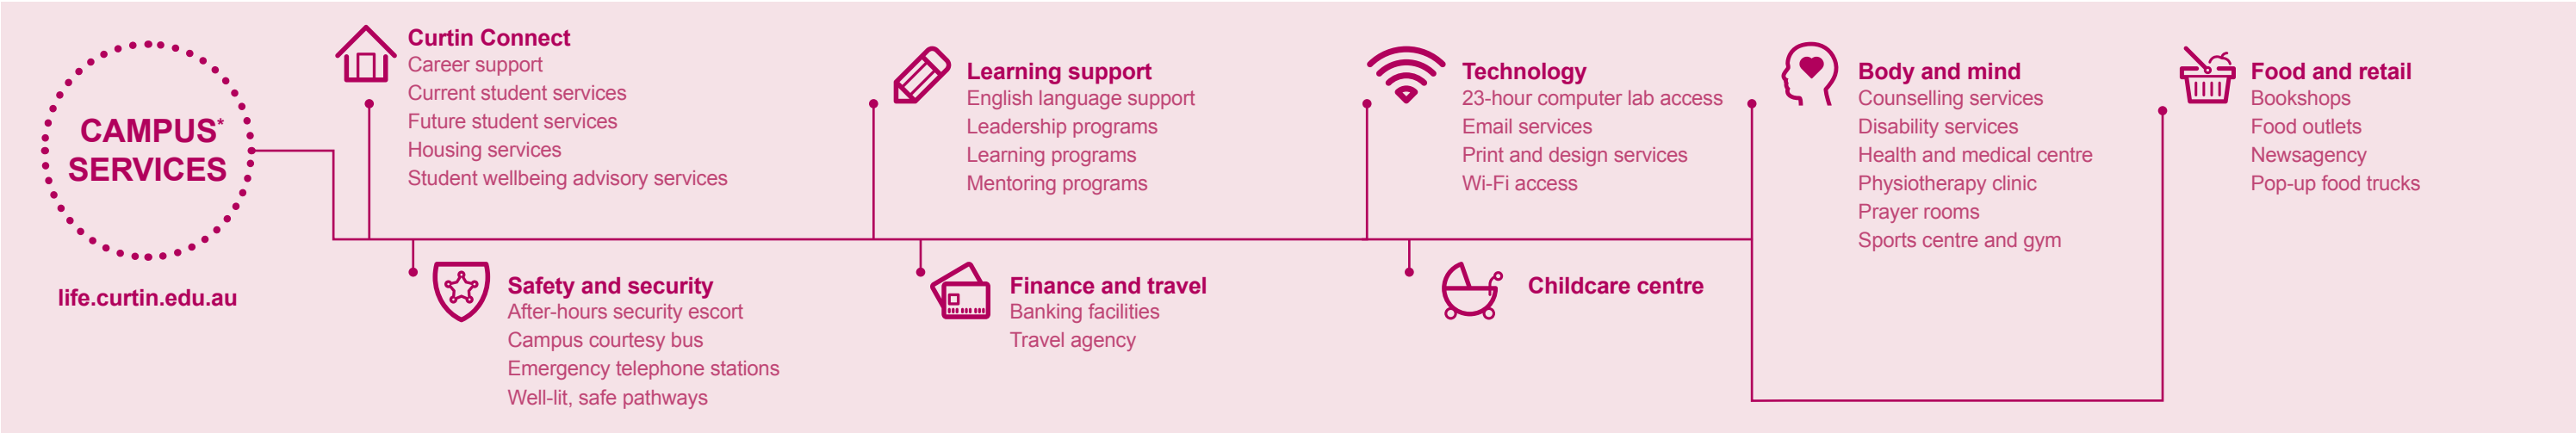 CAMPUS*
SERVICES
life.curtin.edu.au
Curtin Connect
Career support
Current student services
Future student services
Housing services
Student wellbeing advisory services
Safety and security
After-hours security escort
Campus courtesy bus
Emergency telephone stations
Well-lit, safe pathways
Learning support
English language support
Leadership programs
Learning programs
Mentoring programs
Finance and travel
Banking facilities
Travel agency
Technology
23-hour computer lab access
Email services
Print and design services
Wi-Fi access
Childcare centre
Body and mind
Counselling services
Disability services
Health and medical centre
Physiotherapy clinic
Prayer rooms
Sports centre and gym
Food and retail
Bookshops
Food outlets
Newsagency
Pop-up food trucks